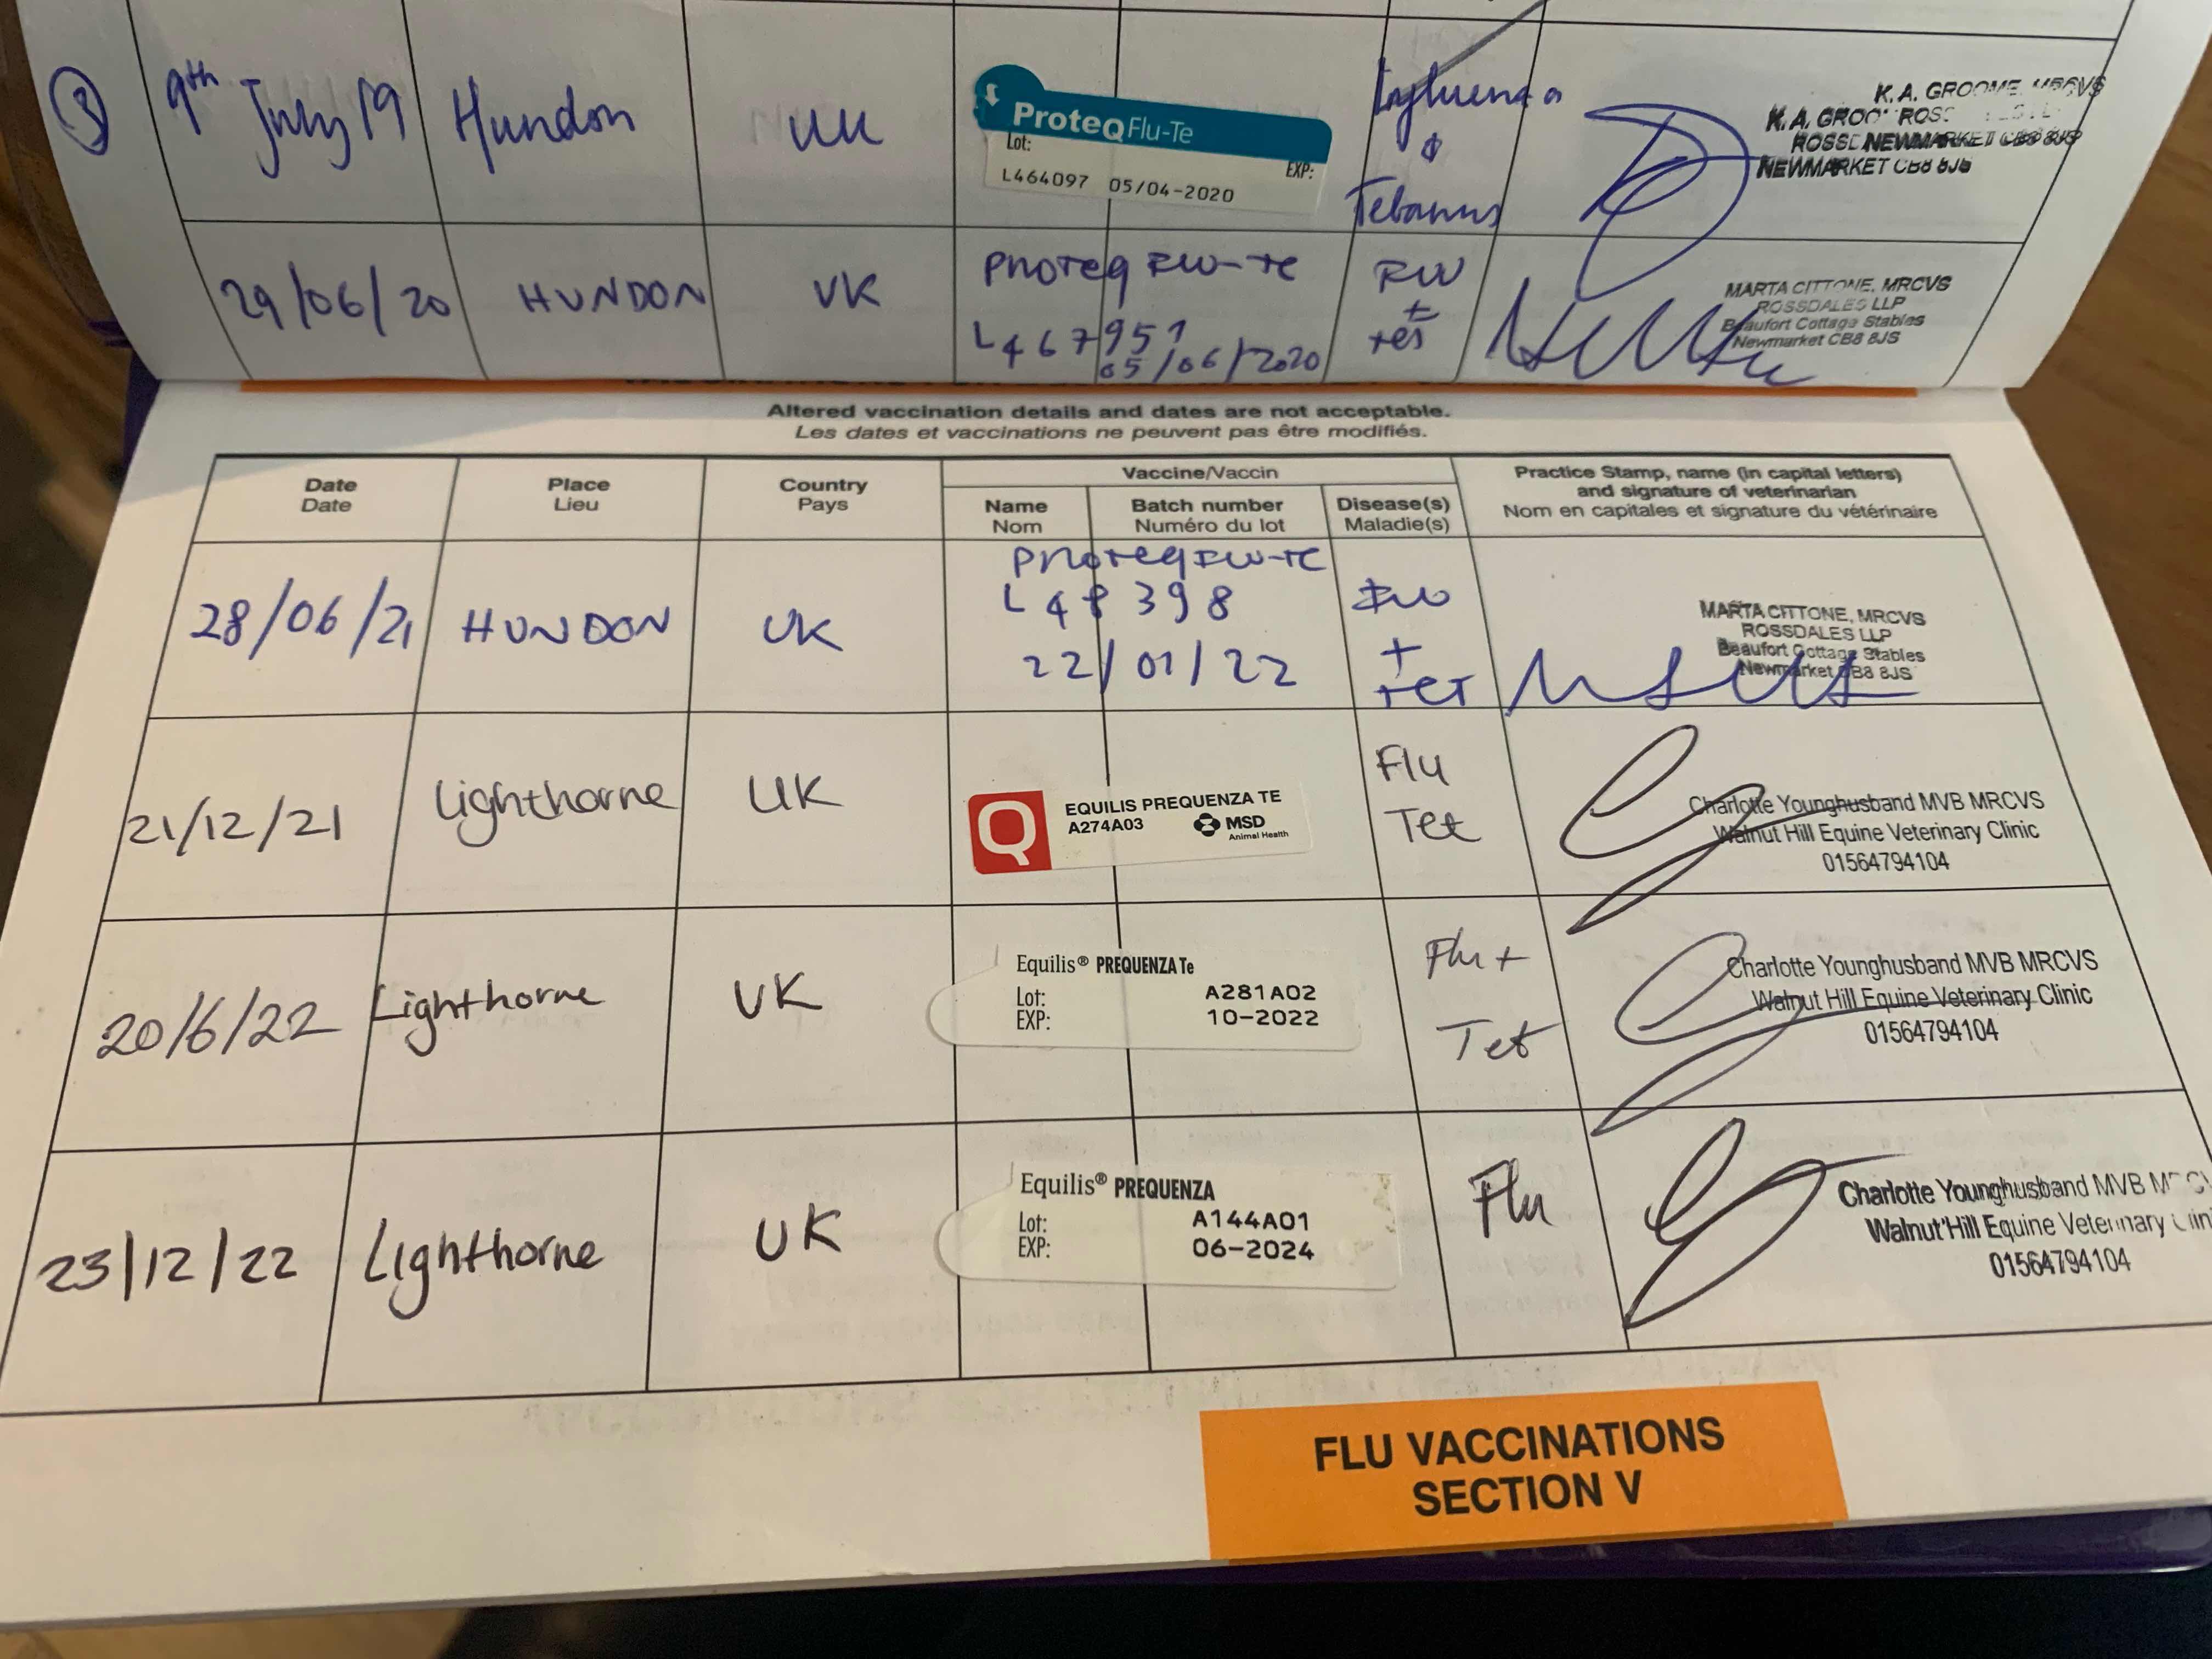 3
9th July 19 Hundon UK
ProteqFlu-Te
Lot: EXP:
L464097 05/04-2020
Influenza
&
Tetanus
K.A. GROOME, MRCVS
K.A. GROO ROSS
ROSSD NEWMARKET CB8 8JS
NEWMARKET CB8 8JS
29/06/20 HUNDON UK
Proteq FLU-TE
L467951
05/06/2020
FLU
+
TET
MARTA CITTONE, MRCVS
ROSSDALES LLP
Beaufort Cottage Stables
Newmarket CB8 8JS
Altered vaccination details and dates are not acceptable.
Les dates et vaccinations ne peuvent pas être modifiés.
Date
Date
Place
Lieu
Country
Pays
Vaccine/Vaccin
Name
Nom
Batch number
Numéro du lot
Disease(s)
Maladie(s)
Practice Stamp, name (in capital letters)
and signature of veterinarian
Nom en capitales et signature du vétérinaire
28/06/21 HUNDON UK
Proteq FLU-TE
22/01/22
FLU
+
TET
MARTA CITTONE, MRCVS
ROSSDALES LLP
Beaufort Cottage Stables
Newmarket CB8 8JS
21/12/21 Lighthorne UK
Q
EQUILIS PREQUENZA TE
A274A03
MSD
Animal Health
Flu
Tet
Charlotte Younghusband MVB MRCVS
Walnut Hill Equine Veterinary Clinic
01564794104
20/6/22 Lighthorne UK
Equilis® PREQUENZA Te
Lot: A281A02
EXP: 10-2022
Flu +
Tet
Charlotte Younghusband MVB MRCVS
Walnut Hill Equine Veterinary Clinic
01564794104
23/12/22 Lighthorne UK
Equilis® PREQUENZA
Lot: A144A01
EXP: 06-2024
Flu
Charlotte Younghusband MVB MRCV
Walnut Hill Equine Veterinary Clini
01564794104
FLU VACCINATIONS
SECTION V